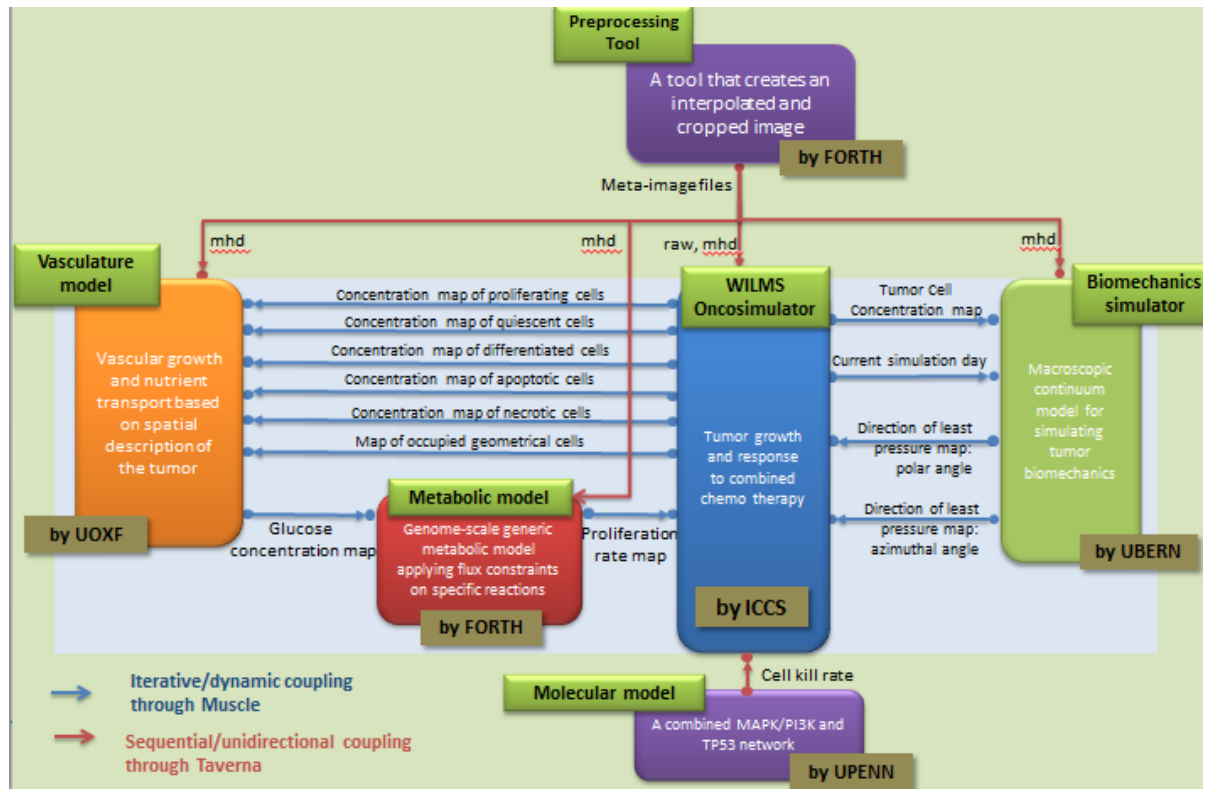 Preprocessing
Tool
A tool that creates an
interpolated and
cropped image
by FORTH
Meta-imagefiles
mhd
mhd
raw, mhd
mhd
Vasculature
model
Vascular growth
and nutrient
transport based
on spatial
description of
the tumor
by UOXF
Concentration map of proliferating cells
Concentration map of quiescent cells
Concentration map of differentiated cells
Concentration map of apoptotic cells
Concentration map of necrotic cells
Map of occupied geometrical cells
Glucose
concentration map
Metabolic model
Genome-scale generic
metabolic model
applying flux constraints
on specific reactions
by FORTH
Proliferation
rate map
WILMS
Oncosimulator
Tumor growth
and response
to combined
chemo therapy
by ICCS
Tumor Cell
Concentration map
Current simulation day
Direction of least
pressure map:
polar angle
Direction of least
pressure map:
azimuthal angle
Biomechanics
simulator
Macroscopic
continuum
model for
simulating
tumor
biomechanics
by UBERN
Cell kill rate
Molecular model
A combined MAPK/PI3K and
TP53 network
by UPENN
Iterative/dynamic coupling
through Muscle
Sequential/unidirectional coupling
through Taverna